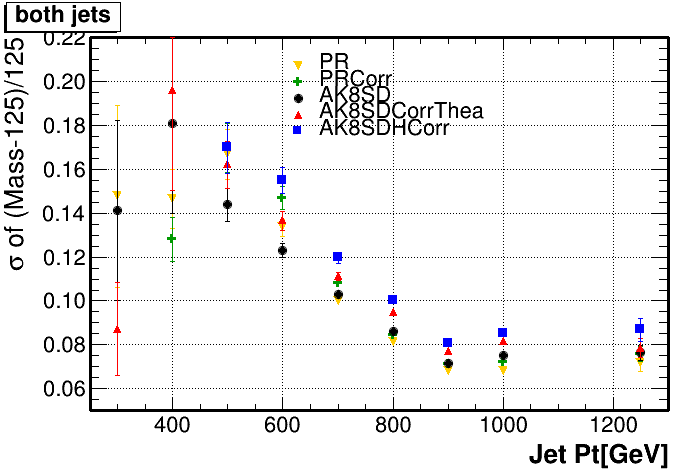 both jets
σ of (Mass-125)/125
0.22
0.20
0.18
0.16
0.14
0.12
0.10
0.08
0.06
PR
PRCorr
AK8SD
AK8SDCorrThea
AK8SDHCorr
400 600 800 1000 1200
Jet Pt[GeV]